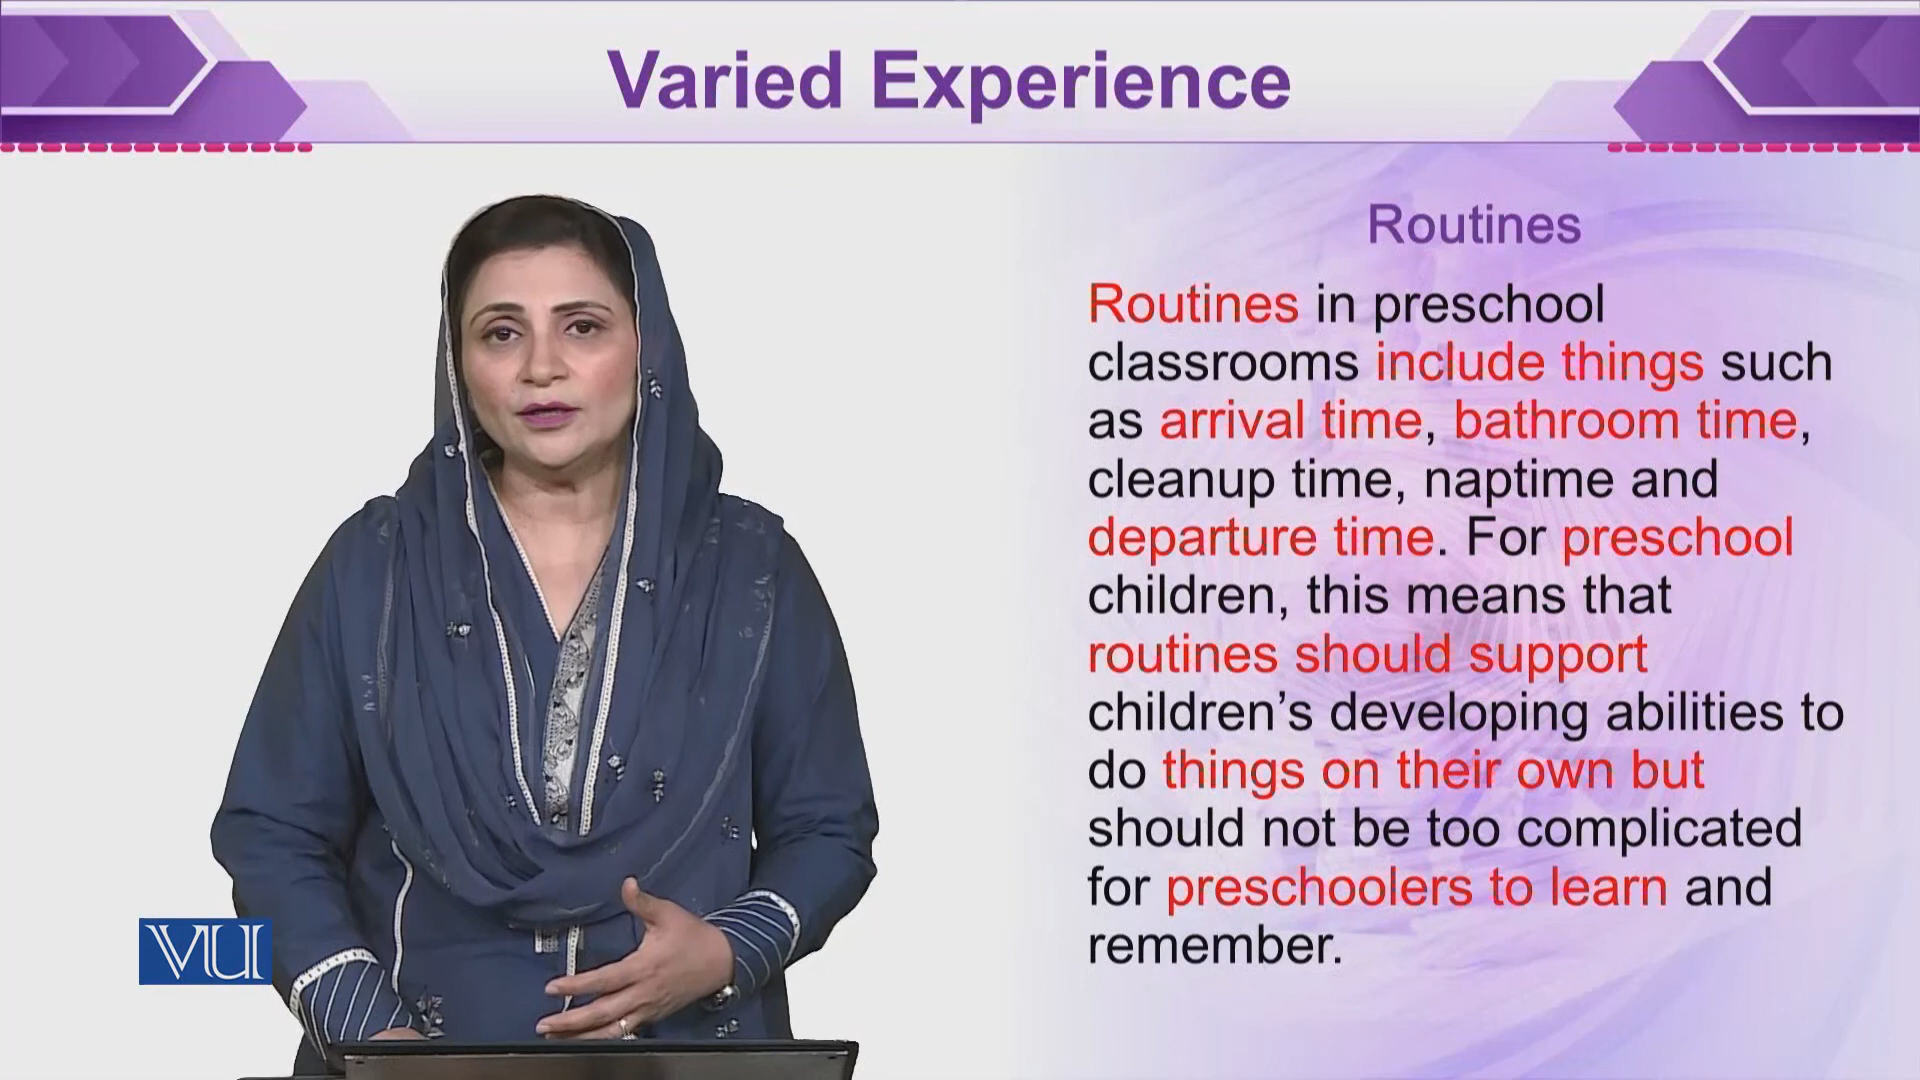 Varied Experience
Routines
Routines in preschool
classrooms include things such
as arrival time, bathroom time,
cleanup time, naptime and
departure time. For preschool
children, this means that
routines should support
children’s developing abilities to
do things on their own but
should not be too complicated
for preschoolers to learn and
remember.
VU